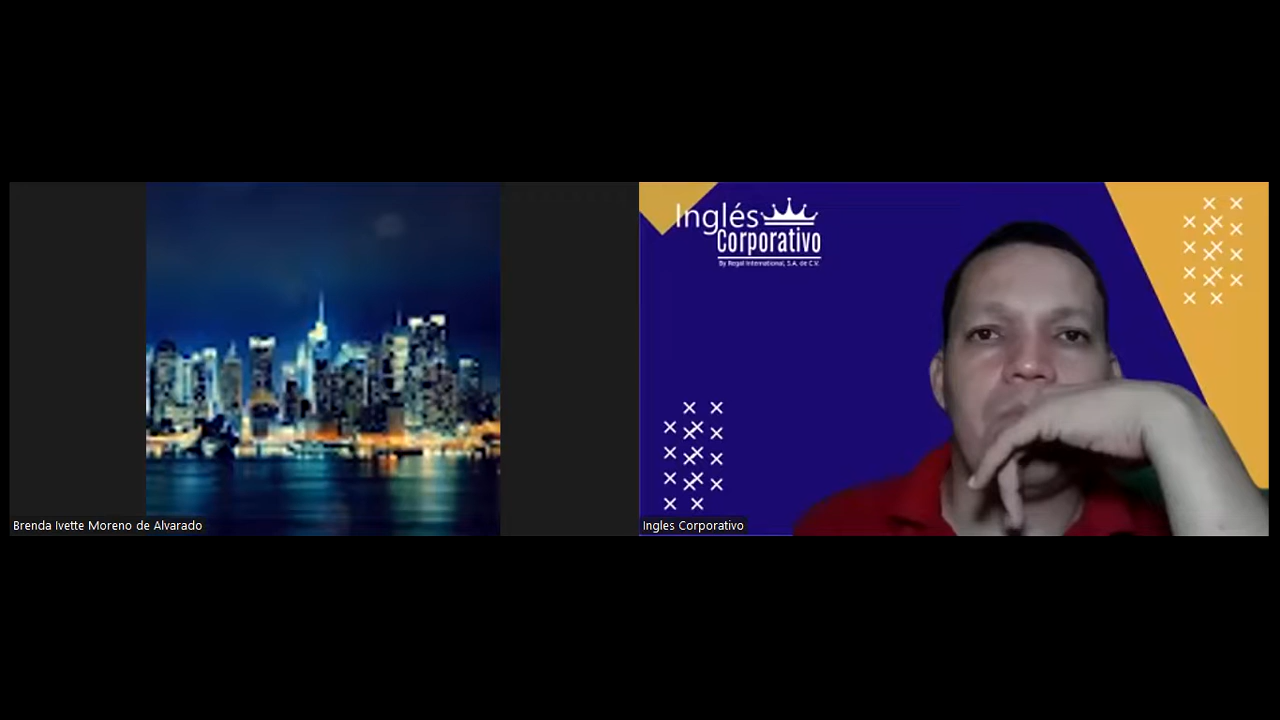 Inglés
Corporativo
By Regal International, S.A. de C.V.
Brenda Ivette Moreno de Alvarado
Ingles Corporativo